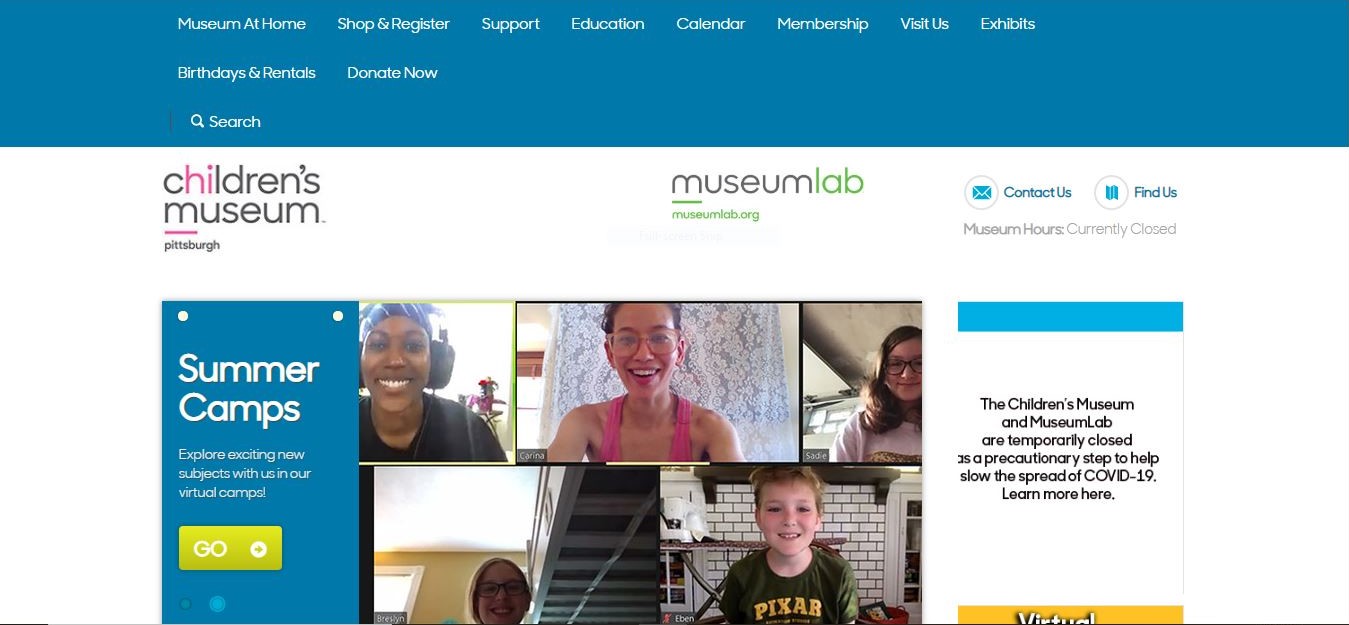 Museum At Home Shop & Register Support Education Calendar Membership Visit Us Exhibits
Birthdays & Rentals Donate Now
Search
children's
museum
pittsburgh
museumlab
museumlab.org
Full-screen Snip
Contact Us
Find Us
Museum Hours: Currently Closed
Summer
Camps
Explore exciting new
subjects with us in our
virtual camps!
GO
Carina
Sadie
Breslyn
Eben
PIXAR
The Children's Museum
and MuseumLab
are temporarily closed
as a precautionary step to help
slow the spread of COVID-19.
Learn more here.
Virtual